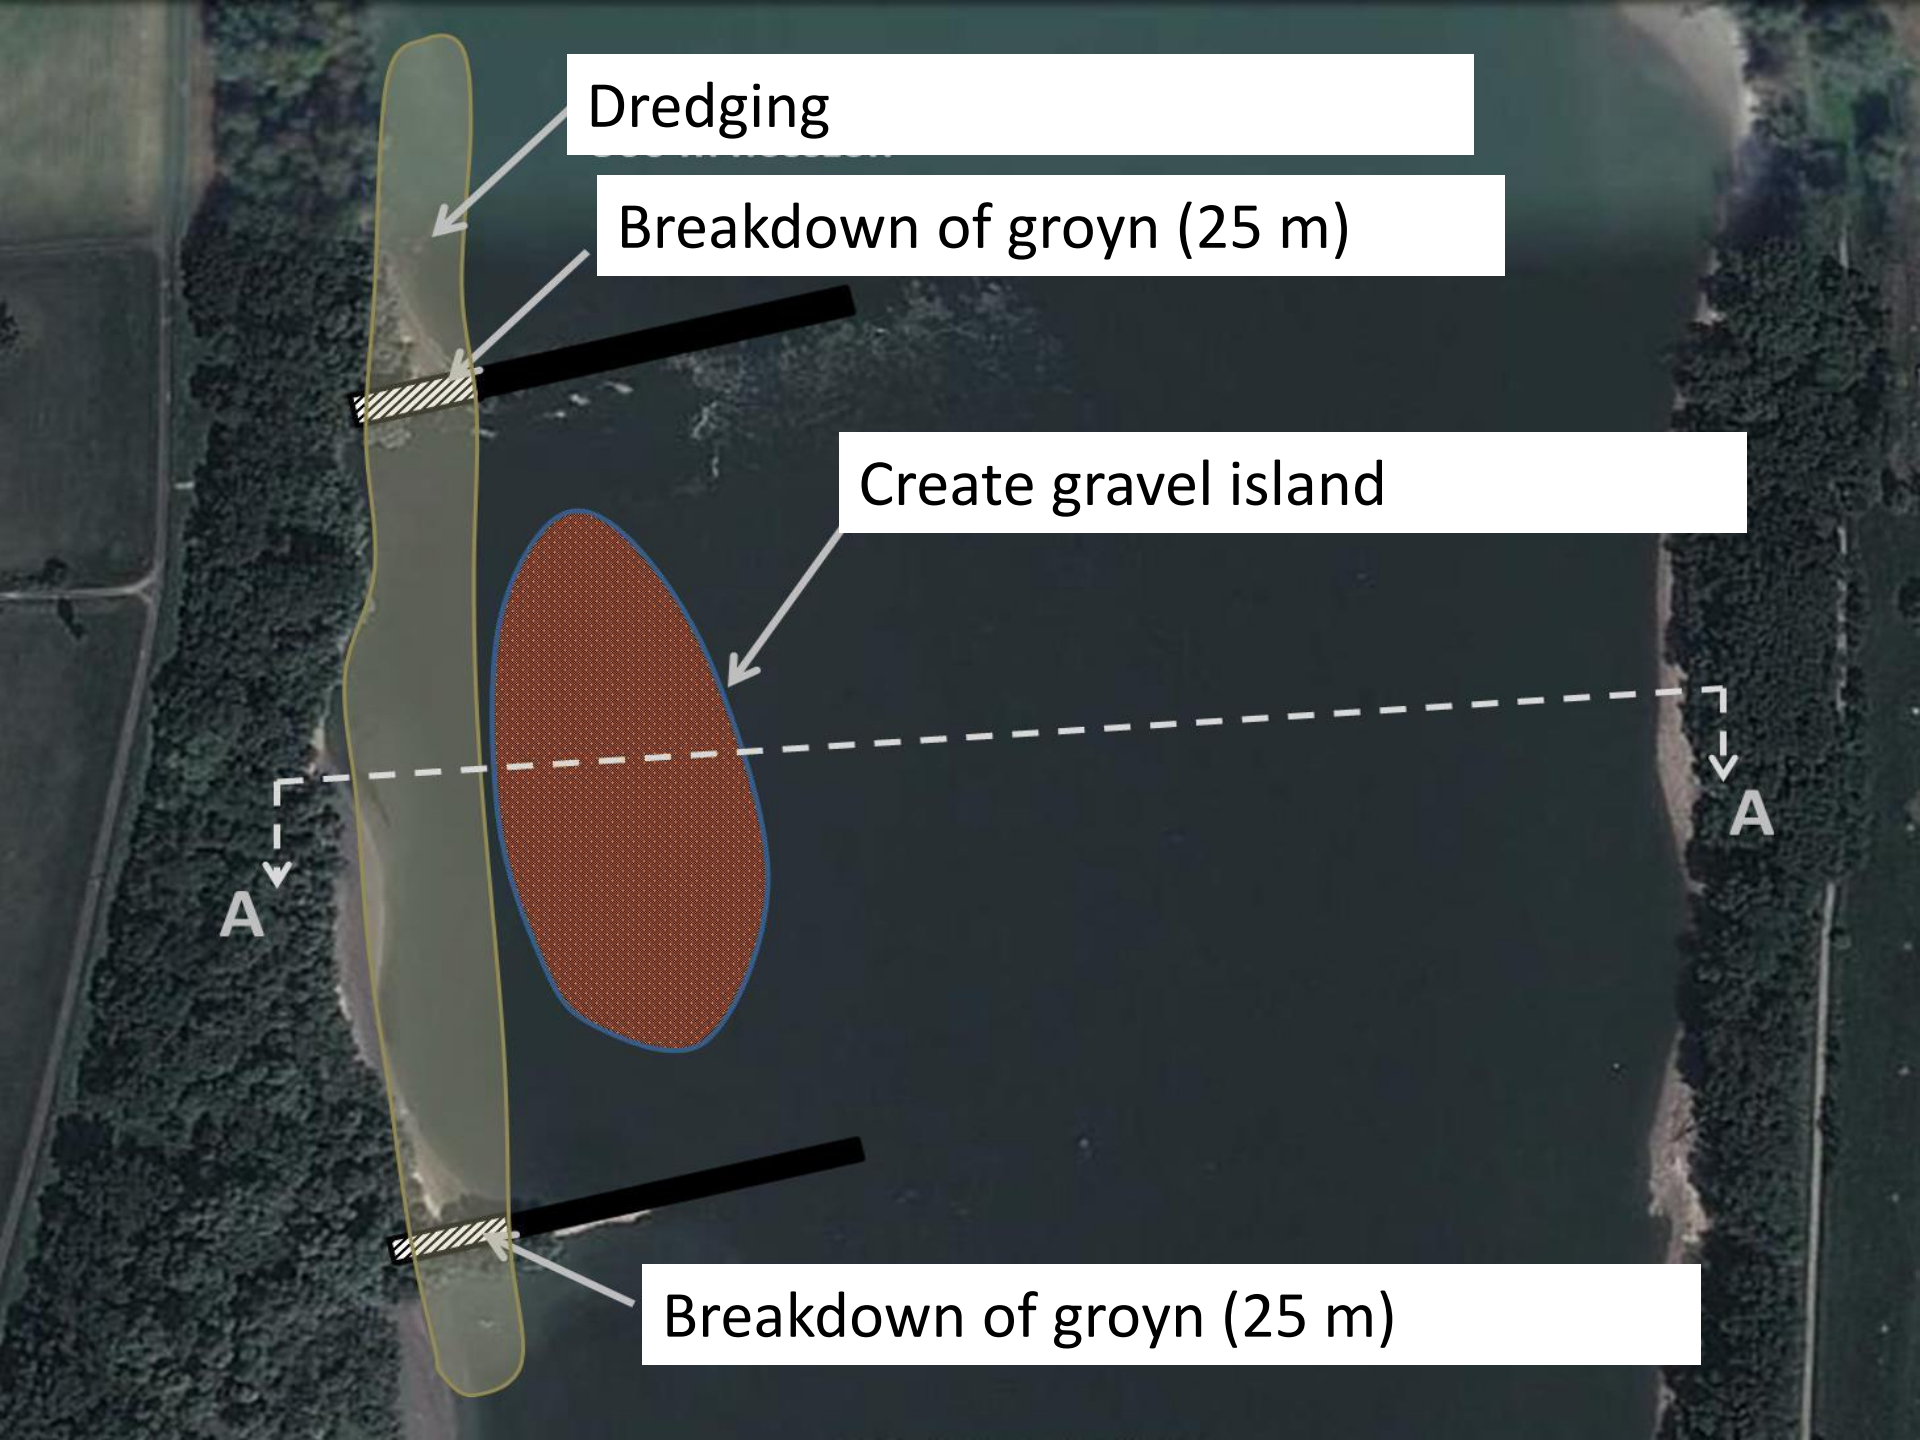 Dredging
Breakdown of groyn (25 m)
Create gravel island
A
A
Breakdown of groyn (25 m)